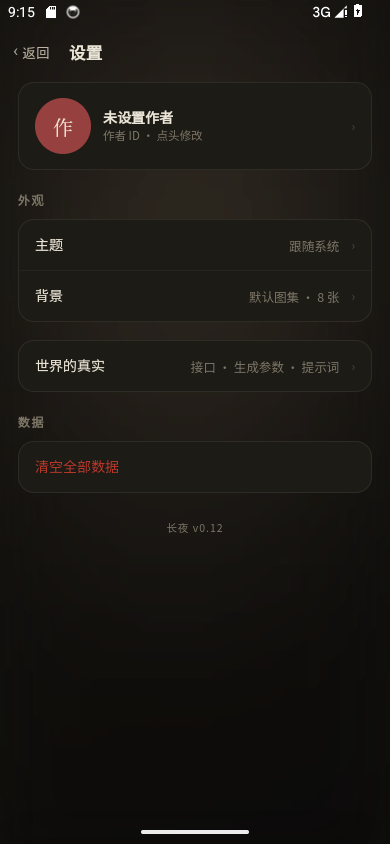 9:15
3G
返回
设置
作
未设置作者
作者 ID · 点头修改
外观
主题
跟随系统
背景
默认图集 · 8 张
世界的真实
接口 · 生成参数 · 提示词
数据
清空全部数据
长夜 v0.12